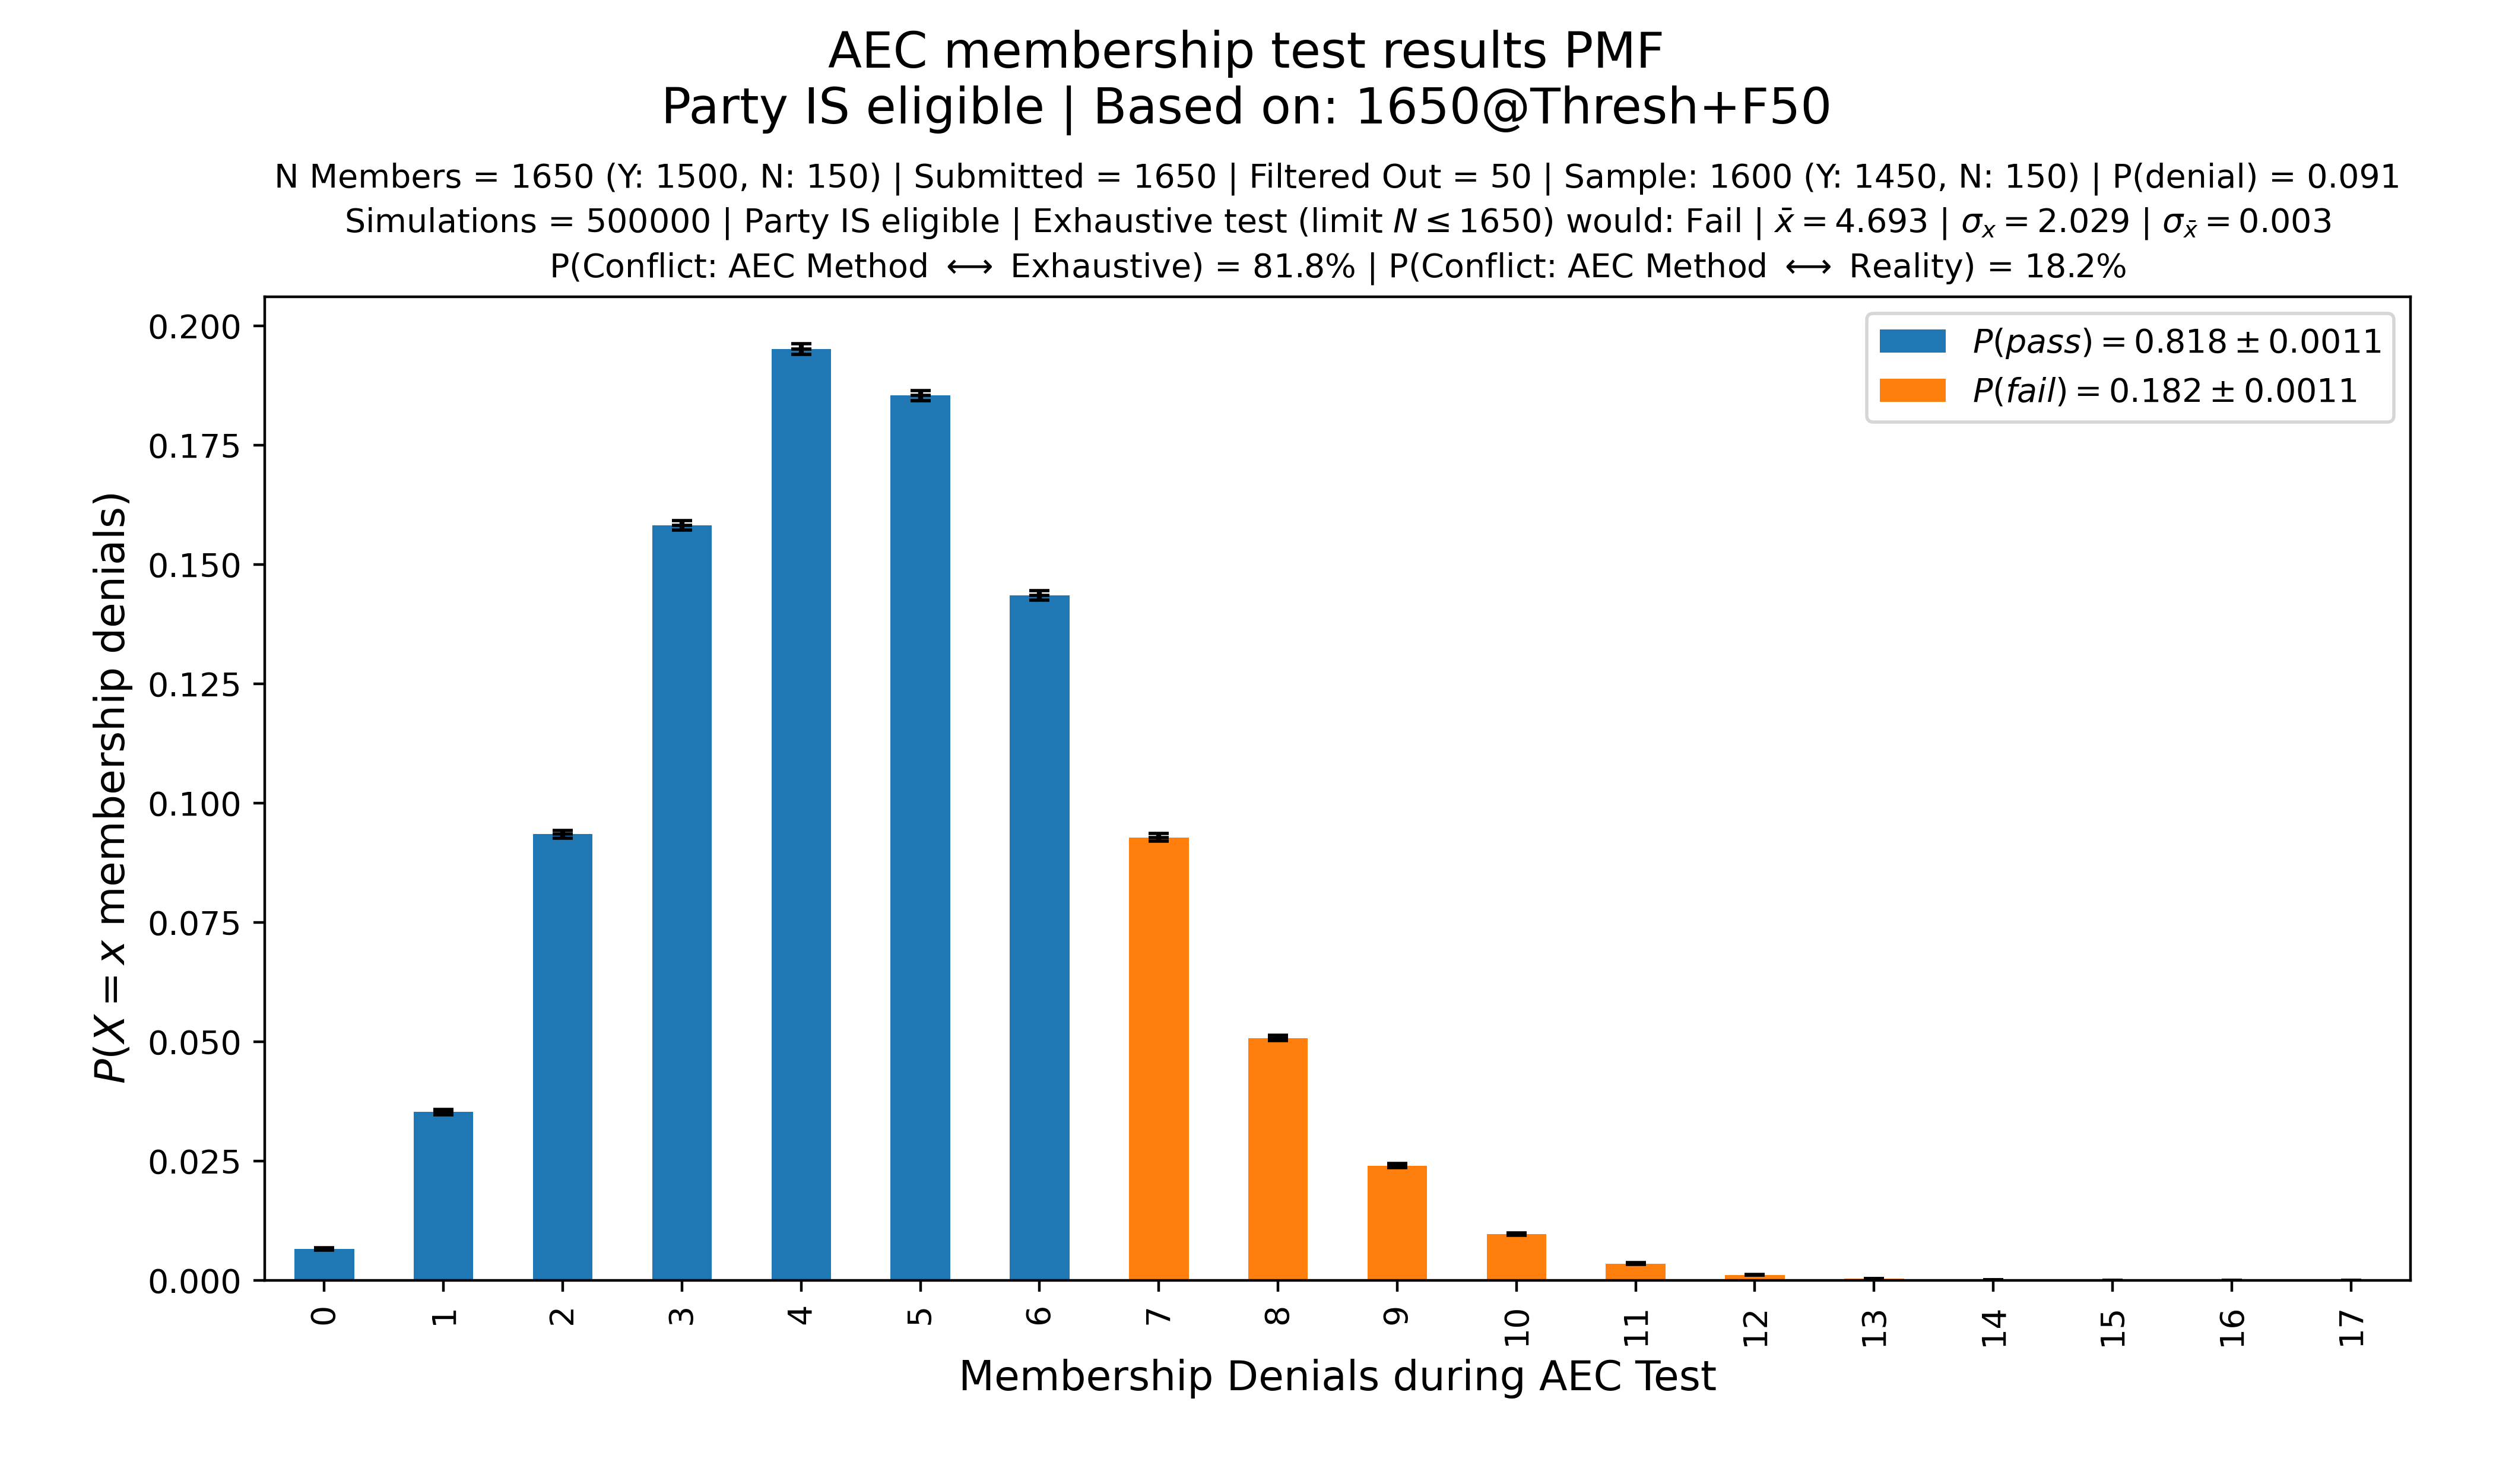 AEC membership test results PMF
Party IS eligible | Based on: 1650@Thresh+F50
N Members = 1650 (Y: 1500, N: 150) | Submitted = 1650 | Filtered Out = 50 | Sample: 1600 (Y: 1450, N: 150) | P(denial) = 0.091
Simulations = 500000 | Party IS eligible | Exhaustive test (limit N ≤ 1650) would: Fail | x̄ = 4.693 | σₓ = 2.029 | σ_x̄ = 0.003
P(Conflict: AEC Method ⟷ Exhaustive) = 81.8% | P(Conflict: AEC Method ⟷ Reality) = 18.2%
P(pass) = 0.818 ± 0.0011
P(fail) = 0.182 ± 0.0011
P(X = x membership denials)
0.200
0.175
0.150
0.125
0.100
0.075
0.050
0.025
0.000
0 1 2 3 4 5 6 7 8 9 10 11 12 13 14 15 16 17
Membership Denials during AEC Test